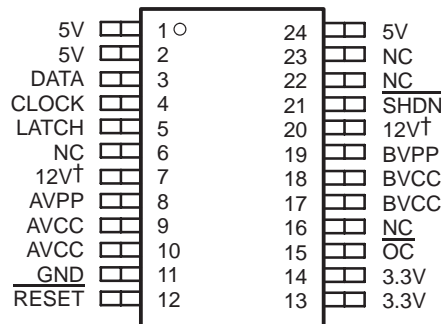 5V 1 24 5V
5V 2 23 NC
DATA 3 22 NC
CLOCK 4 21 SHDN
LATCH 5 20 12V†
NC 6 19 BVPP
12V† 7 18 BVCC
AVPP 8 17 BVCC
AVCC 9 16 NC
AVCC 10 15 OC
GND 11 14 3.3V
RESET 12 13 3.3V